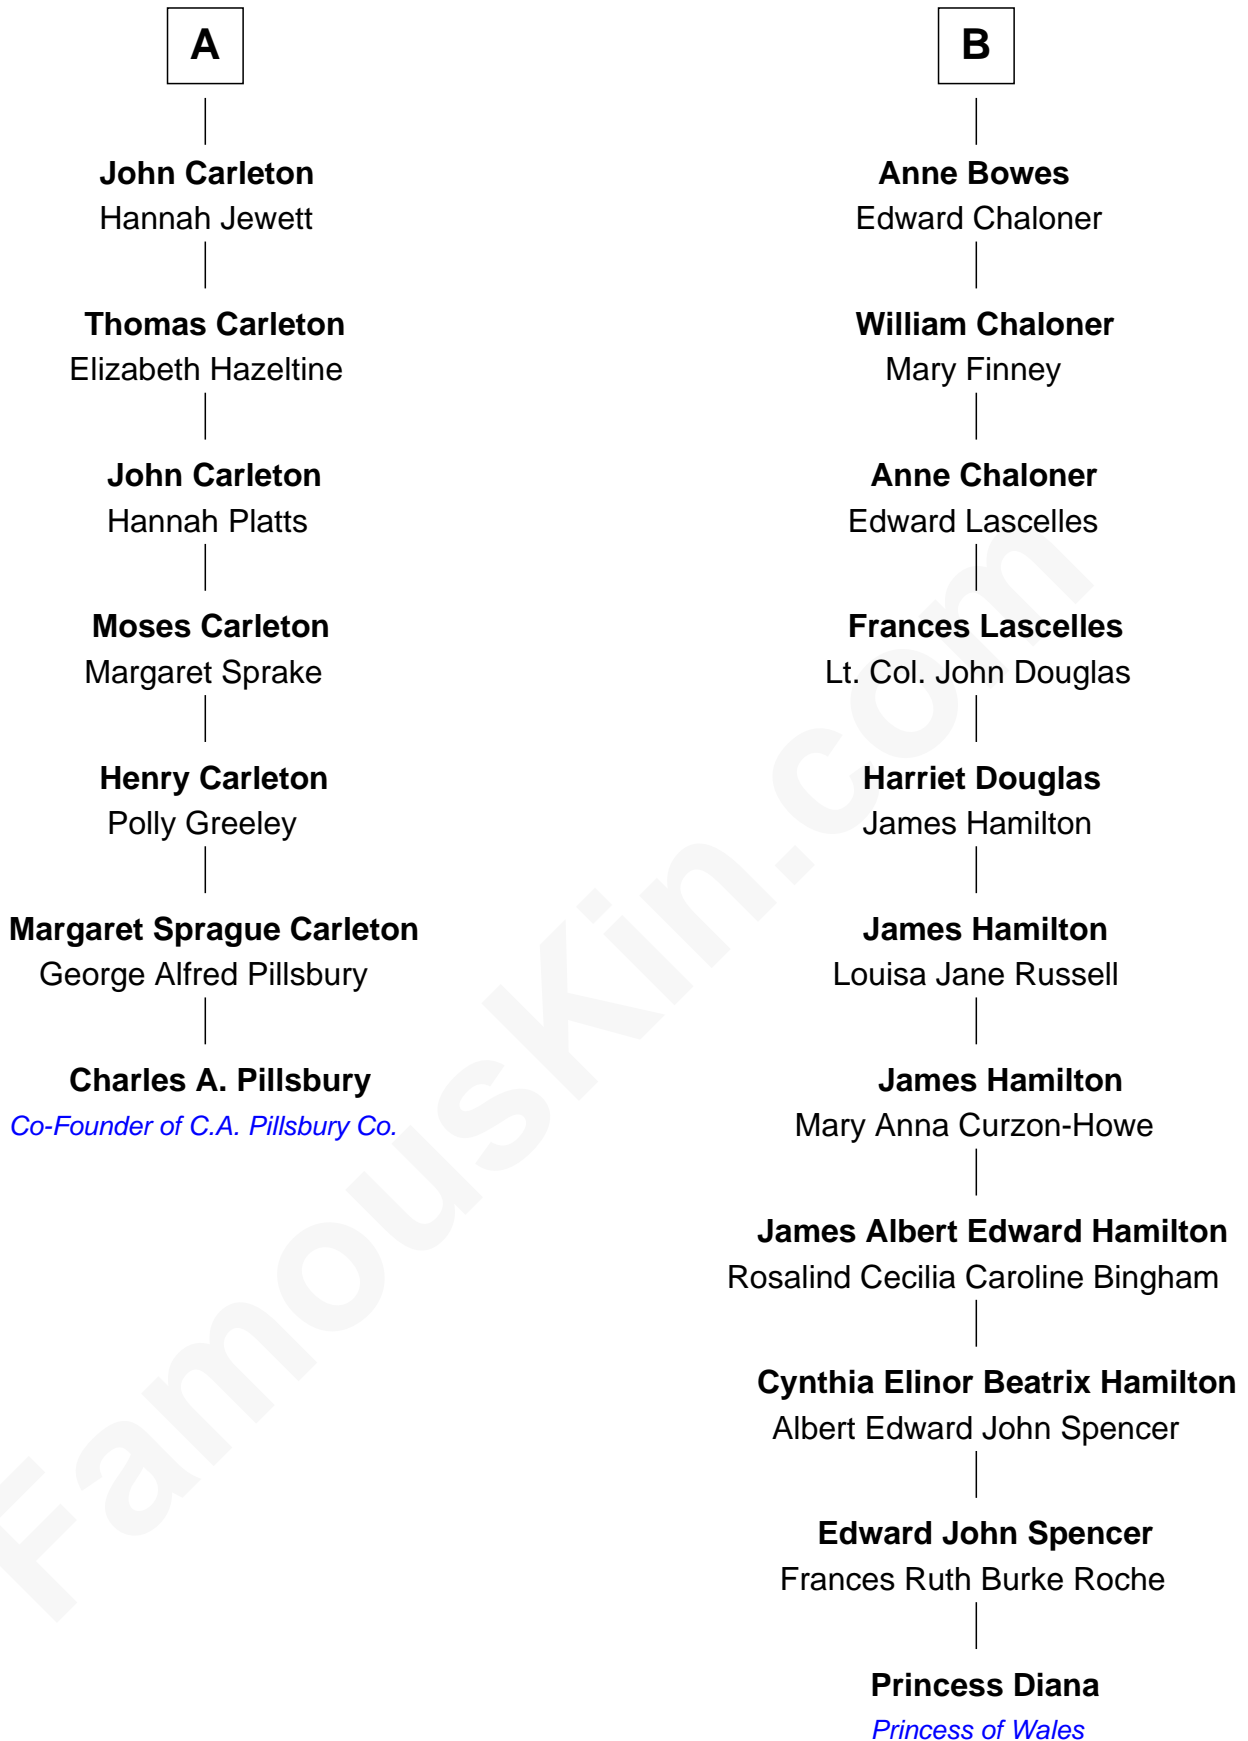 A
John Carleton
Hannah Jewett
Thomas Carleton
Elizabeth Hazeltine
John Carleton
Hannah Platts
Moses Carleton
Margaret Sprake
Henry Carleton
Polly Greeley
Margaret Sprague Carleton
George Alfred Pillsbury
Charles A. Pillsbury
Co-Founder of C.A. Pillsbury Co.
B
Anne Bowes
Edward Chaloner
William Chaloner
Mary Finney
Anne Chaloner
Edward Lascelles
Frances Lascelles
Lt. Col. John Douglas
Harriet Douglas
James Hamilton
James Hamilton
Louisa Jane Russell
James Hamilton
Mary Anna Curzon-Howe
James Albert Edward Hamilton
Rosalind Cecilia Caroline Bingham
Cynthia Elinor Beatrix Hamilton
Albert Edward John Spencer
Edward John Spencer
Frances Ruth Burke Roche
Princess Diana
Princess of Wales
FamousKin.com